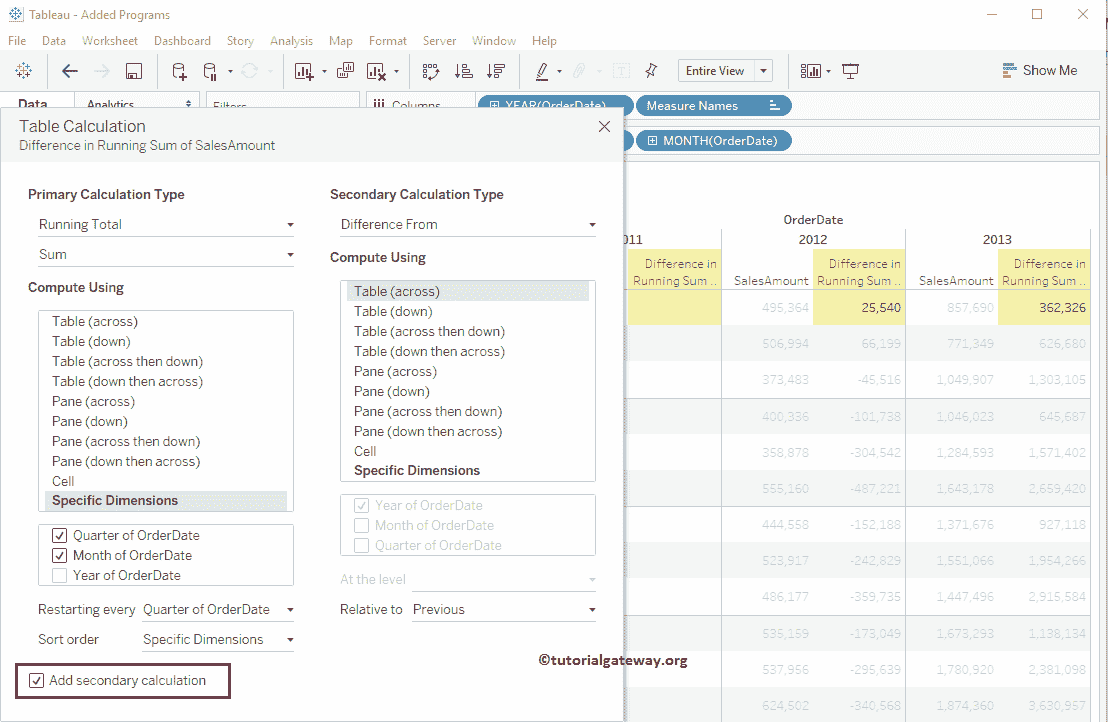 Tableau - Added Programs
File Data Worksheet Dashboard Story Analysis Map Format Server Window Help
Entire View Show Me
Data Analytics Filters Columns YEAR(OrderDate) Measure Names
MONTH(OrderDate)
Table Calculation
Difference in Running Sum of SalesAmount
Primary Calculation Type
Running Total
Sum
Compute Using
Table (across)
Table (down)
Table (across then down)
Table (down then across)
Pane (across)
Pane (down)
Pane (across then down)
Pane (down then across)
Cell
Specific Dimensions
Quarter of OrderDate
Month of OrderDate
Year of OrderDate
Restarting every Quarter of OrderDate
Sort order Specific Dimensions
Add secondary calculation
Secondary Calculation Type
Difference From
Compute Using
Table (across)
Table (down)
Table (across then down)
Table (down then across)
Pane (across)
Pane (down)
Pane (across then down)
Pane (down then across)
Cell
Specific Dimensions
Year of OrderDate
Month of OrderDate
Quarter of OrderDate
At the level
Relative to Previous
©tutorialgateway.org
OrderDate
011 2012 2013
Difference in Difference in Difference in
Running Sum .. SalesAmount Running Sum .. SalesAmount Running Sum ..
495,364 25,540 857,690 362,326
506,994 66,199 771,349 626,680
373,483 -45,516 1,049,907 1,303,105
400,336 -101,738 1,046,023 645,687
358,878 -304,542 1,284,593 1,571,402
555,160 -487,221 1,643,178 2,659,420
444,558 -152,188 1,371,676 927,118
523,917 -242,829 1,551,066 1,954,266
486,177 -359,735 1,447,496 2,915,584
535,159 -173,049 1,673,293 1,138,134
537,956 -295,639 1,780,920 2,381,098
624,502 -340,568 1,874,360 3,630,957